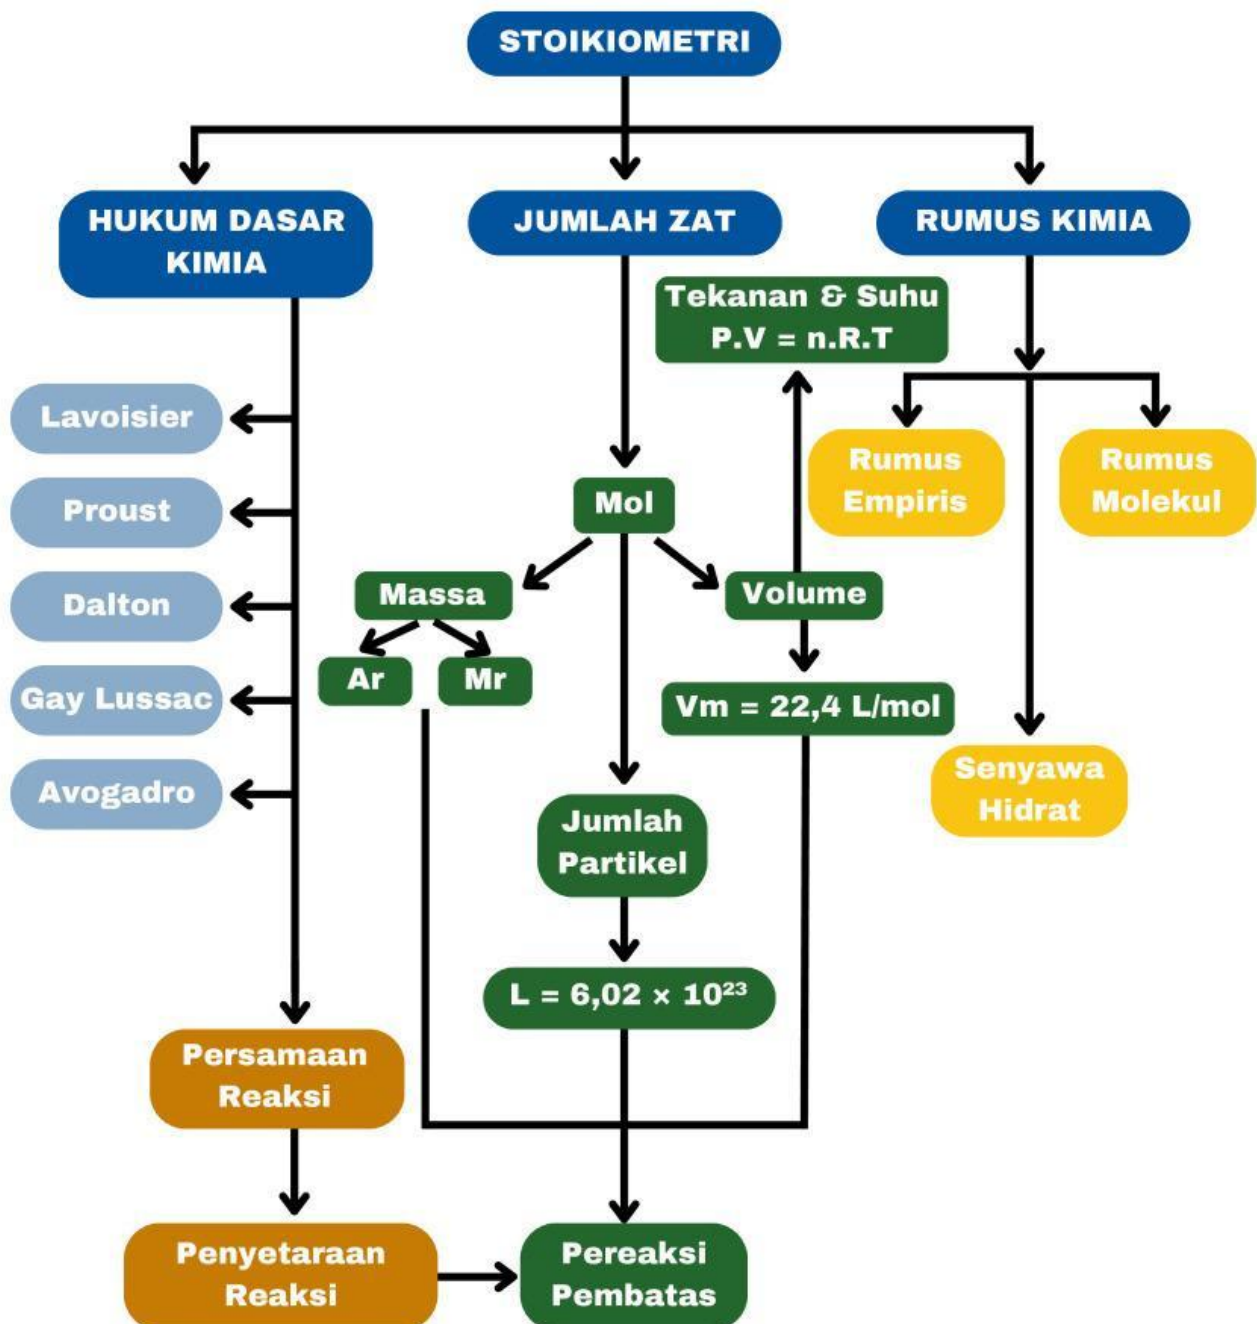 STOIKIOMETRI
HUKUM DASAR
KIMIA
JUMLAH ZAT
RUMUS KIMIA
Tekanan & Suhu
P.V = n.R.T
Lavoisier
Proust
Dalton
Gay Lussac
Avogadro
Mol
Massa
Ar
Mr
Volume
Vm = 22,4 L/mol
Rumus
Empiris
Rumus
Molekul
Senyawa
Hidrat
Jumlah
Partikel
L = 6,02 × 10²³
Persamaan
Reaksi
Penyetaraan
Reaksi
Pereaksi
Pembatas